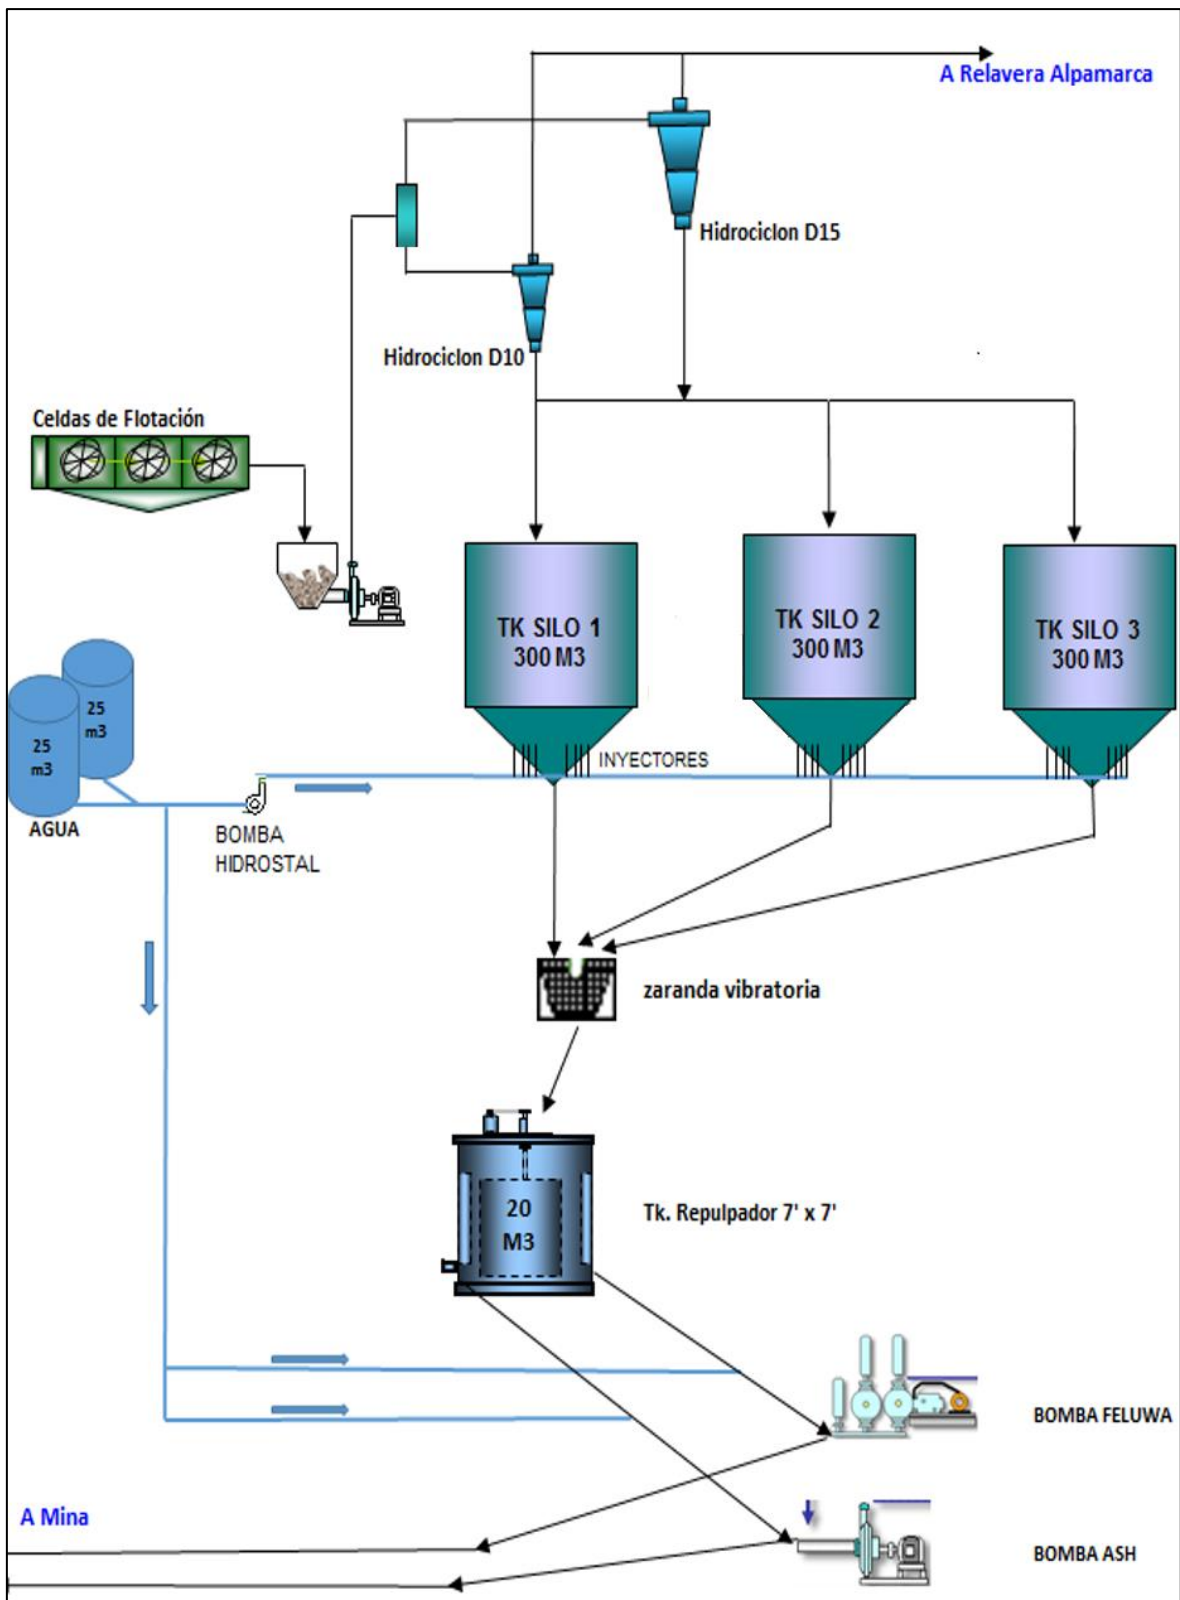 A Relavera Alpamarca
Hidrociclon D15
Hidrociclon D10
Celdas de Flotación
TK SILO 1
300 M3
TK SILO 2
300 M3
TK SILO 3
300 M3
25
m3
25
m3
AGUA
INYECTORES
BOMBA
HIDROSTAL
zaranda vibratoria
20
M3
Tk. Repulpador 7' x 7'
BOMBA FELUWA
A Mina
BOMBA ASH